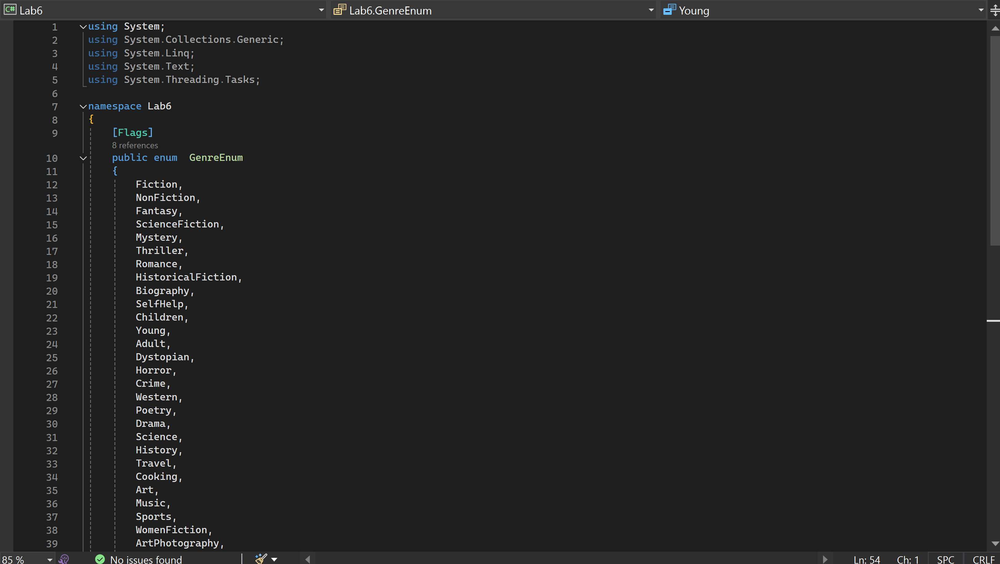 C# Lab6 Lab6.GenreEnum Young
1 using System;
2 using System.Collections.Generic;
3 using System.Linq;
4 using System.Text;
5 using System.Threading.Tasks;
6
7 namespace Lab6
8 {
9 [Flags]
8 references
10 public enum  GenreEnum
11 {
12 Fiction,
13 NonFiction,
14 Fantasy,
15 ScienceFiction,
16 Mystery,
17 Thriller,
18 Romance,
19 HistoricalFiction,
20 Biography,
21 SelfHelp,
22 Children,
23 Young,
24 Adult,
25 Dystopian,
26 Horror,
27 Crime,
28 Western,
29 Poetry,
30 Drama,
31 Science,
32 History,
33 Travel,
34 Cooking,
35 Art,
36 Music,
37 Sports,
38 WomenFiction,
39 ArtPhotography,
85 % No issues found Ln: 54 Ch: 1 SPC CRLF